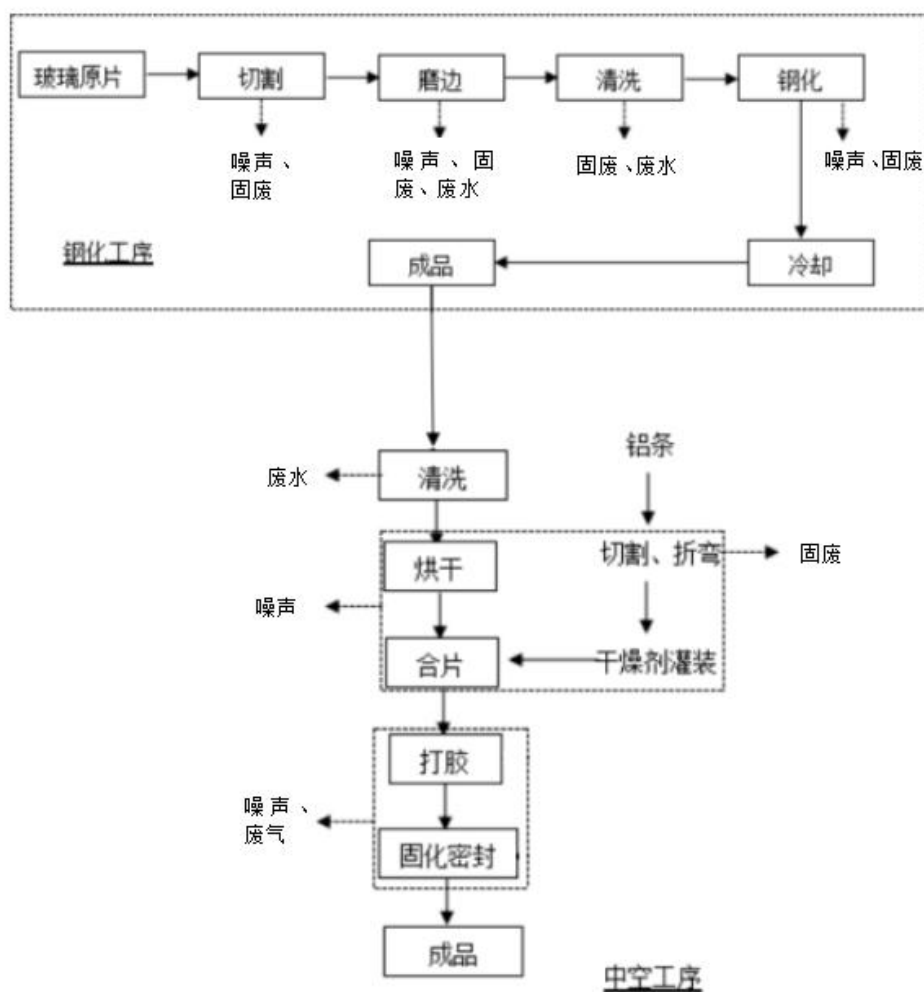 玻璃原片
切割
磨边
清洗
钢化
噪声、
固废
噪声、固
废、废水
固废、废水
噪声、固废
钢化工序
成品
冷却
废水
清洗
铝条
烘干
切割、折弯
固废
噪声
合片
干燥剂灌装
打胶
噪声、
废气
固化密封
成品
中空工序